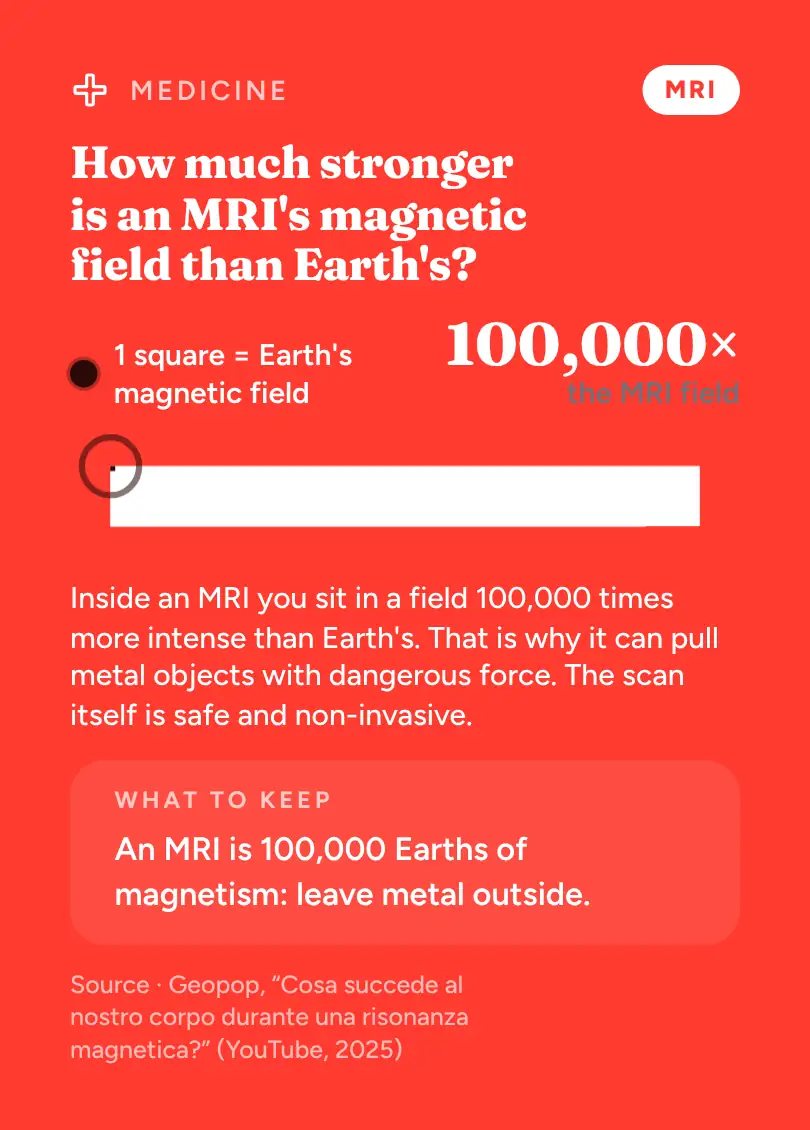 MEDICINE
MRI
How much stronger
is an MRI's magnetic
field than Earth's?
1 square = Earth's
magnetic field
100,000×
the MRI field
Inside an MRI you sit in a field 100,000 times
more intense than Earth's. That is why it can pull
metal objects with dangerous force. The scan
itself is safe and non-invasive.
WHAT TO KEEP
An MRI is 100,000 Earths of
magnetism: leave metal outside.
Source · Geopop, “Cosa succede al
nostro corpo durante una risonanza
magnetica?” (YouTube, 2025)